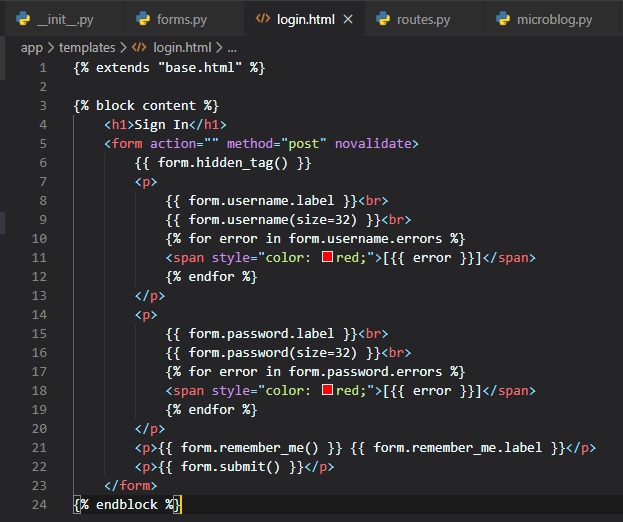 __init__.py forms.py login.html routes.py microblog.py
app > templates > login.html > ...
1 {% extends "base.html" %}
2
3 {% block content %}
4     <h1>Sign In</h1>
5     <form action="" method="post" novalidate>
6         {{ form.hidden_tag() }}
7         <p>
8             {{ form.username.label }}<br>
9             {{ form.username(size=32) }}<br>
10             {% for error in form.username.errors %}
11             <span style="color: red;">[{{ error }}]</span>
12             {% endfor %}
13         </p>
14         <p>
15             {{ form.password.label }}<br>
16             {{ form.password(size=32) }}<br>
17             {% for error in form.password.errors %}
18             <span style="color: red;">[{{ error }}]</span>
19             {% endfor %}
20         </p>
21         <p>{{ form.remember_me() }} {{ form.remember_me.label }}</p>
22         <p>{{ form.submit() }}</p>
23     </form>
24 {% endblock %}